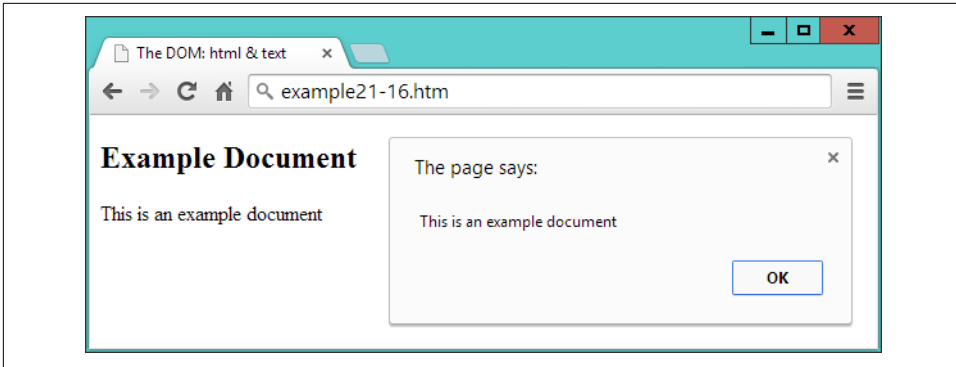 The DOM: html & text
example21-16.htm
Example Document
This is an example document
The page says:
This is an example document
OK